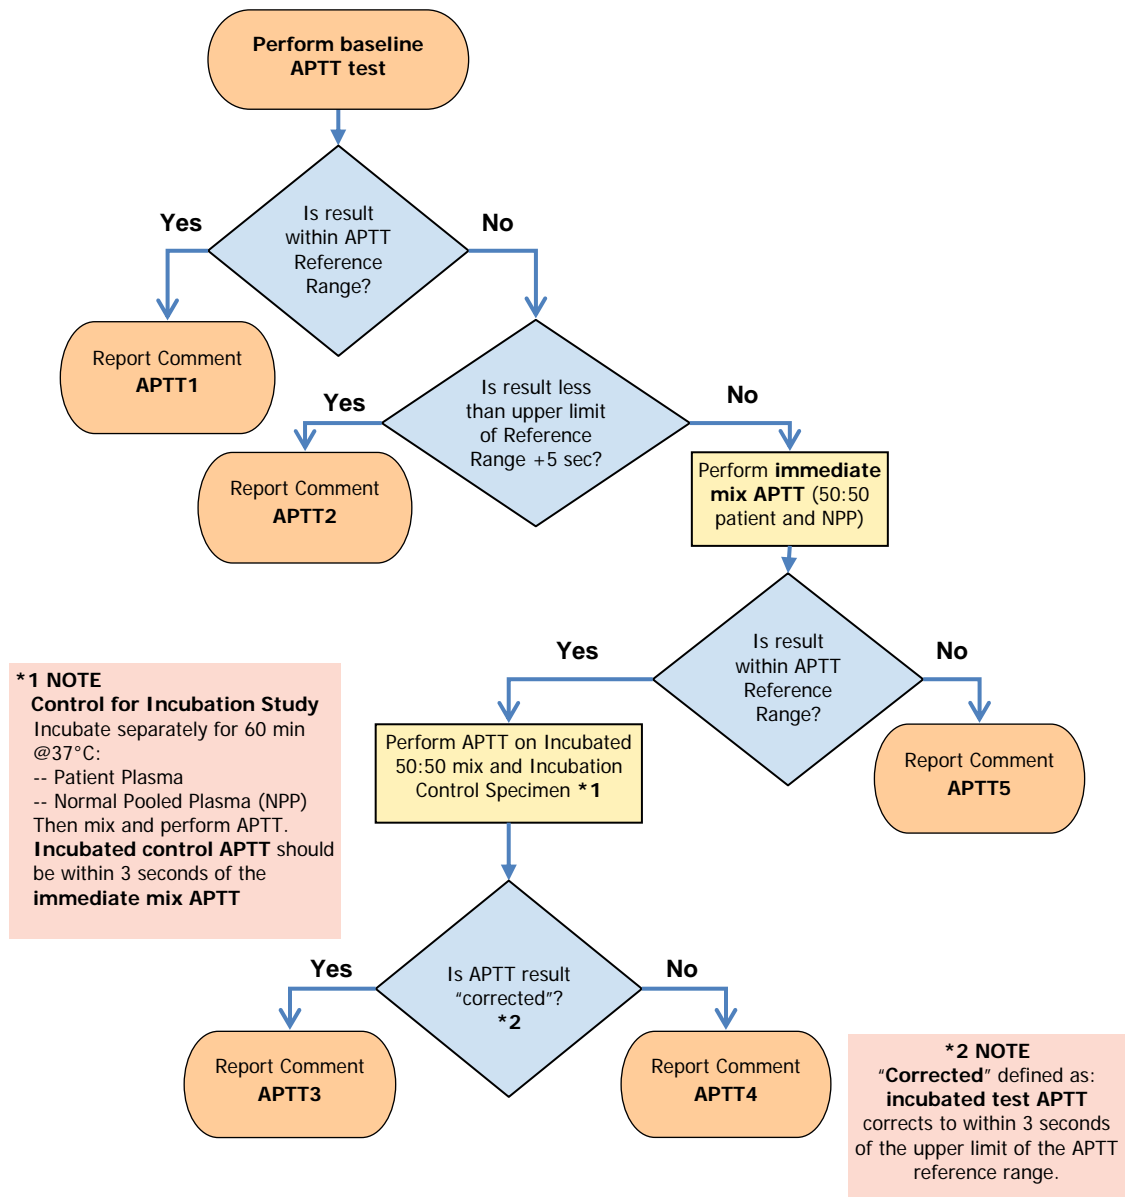 Perform baseline
APTT test
Is result
within APTT
Reference
Range?
Yes
No
Report Comment
APTT1
Is result less
than upper limit
of Reference
Range +5 sec?
Yes
No
Report Comment
APTT2
Perform immediate
mix APTT (50:50
patient and NPP)
Is result
within APTT
Reference
Range?
Yes
No
Report Comment
APTT5
*1 NOTE
Control for Incubation Study
Incubate separately for 60 min
@37°C:
-- Patient Plasma
-- Normal Pooled Plasma (NPP)
Then mix and perform APTT.
Incubated control APTT should
be within 3 seconds of the
immediate mix APTT
Perform APTT on Incubated
50:50 mix and Incubation
Control Specimen *1
Is APTT result
“corrected”?
*2
Yes
No
Report Comment
APTT3
Report Comment
APTT4
*2 NOTE
“Corrected” defined as:
incubated test APTT
corrects to within 3 seconds
of the upper limit of the APTT
reference range.